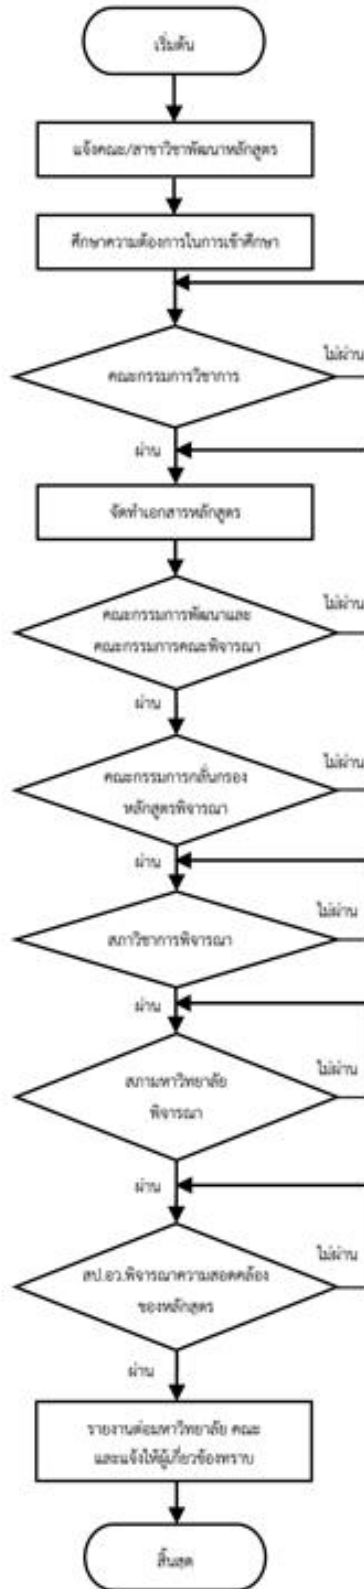 เริ่มต้น
แจ้งคณะ/สาขาวิชาพัฒนาหลักสูตร
ศึกษาความต้องการในการเข้าศึกษา
คณะกรรมการวิชาการ
ไม่ผ่าน
ผ่าน
จัดทำเอกสารหลักสูตร
คณะกรรมการพัฒนาและ
คณะกรรมการคณะพิจารณา
ไม่ผ่าน
ผ่าน
คณะกรรมการกลั่นกรอง
หลักสูตรพิจารณา
ไม่ผ่าน
ผ่าน
สภาวิชาการพิจารณา
ไม่ผ่าน
ผ่าน
สภามหาวิทยาลัย
พิจารณา
ไม่ผ่าน
ผ่าน
สป.อว.พิจารณาความสอดคล้อง
ของหลักสูตร
ไม่ผ่าน
ผ่าน
รายงานต่อมหาวิทยาลัย คณะ
และแจ้งให้ผู้เกี่ยวข้องทราบ
สิ้นสุด